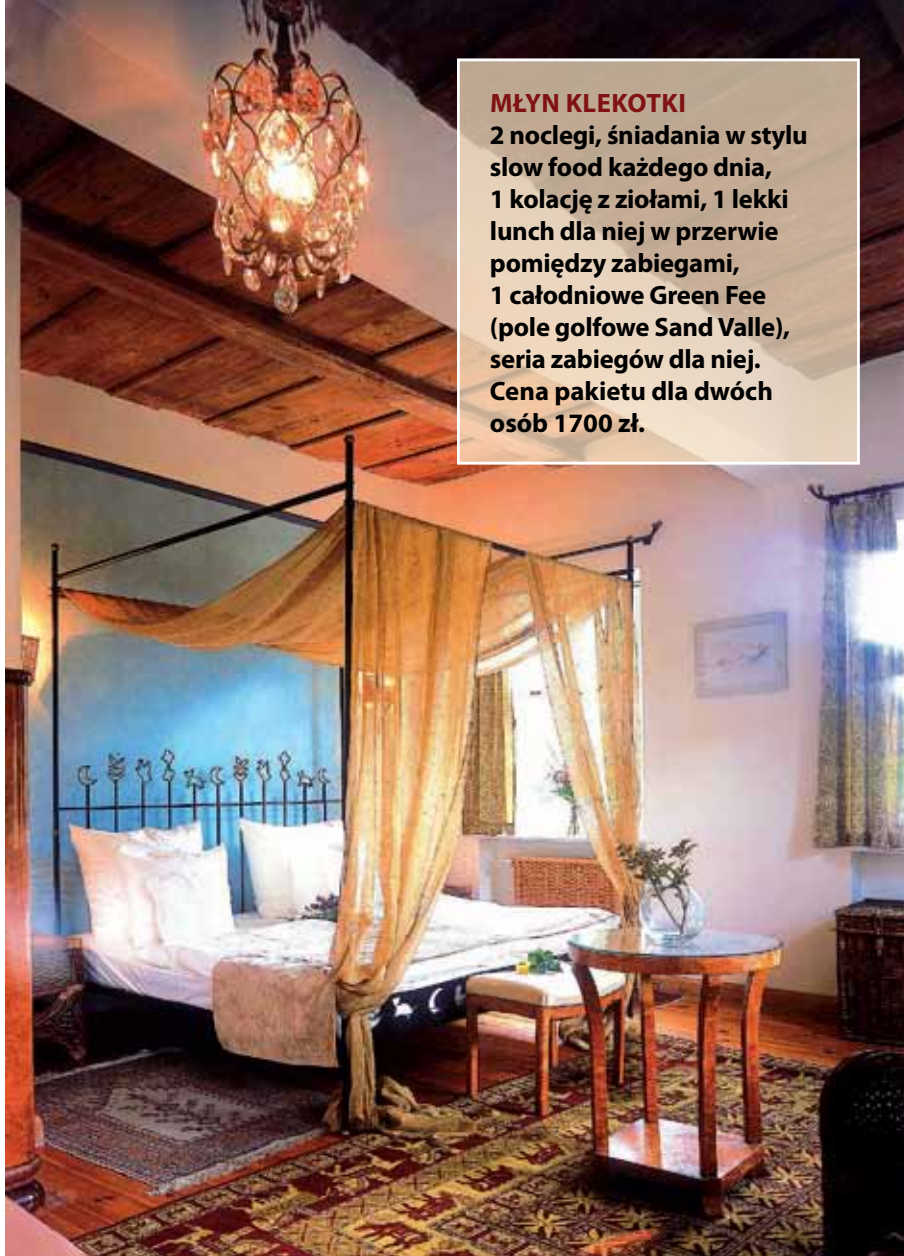 MŁYN KLEKOTKI
2 noclegi, śniadania w stylu
slow food każdego dnia,
1 kolację z ziołami, 1 lekki
lunch dla niej w przerwie
pomiędzy zabiegami,
1 całodniowe Green Fee
(pole golfowe Sand Valle),
seria zabiegów dla niej.
Cena pakietu dla dwóch
osób 1700 zł.